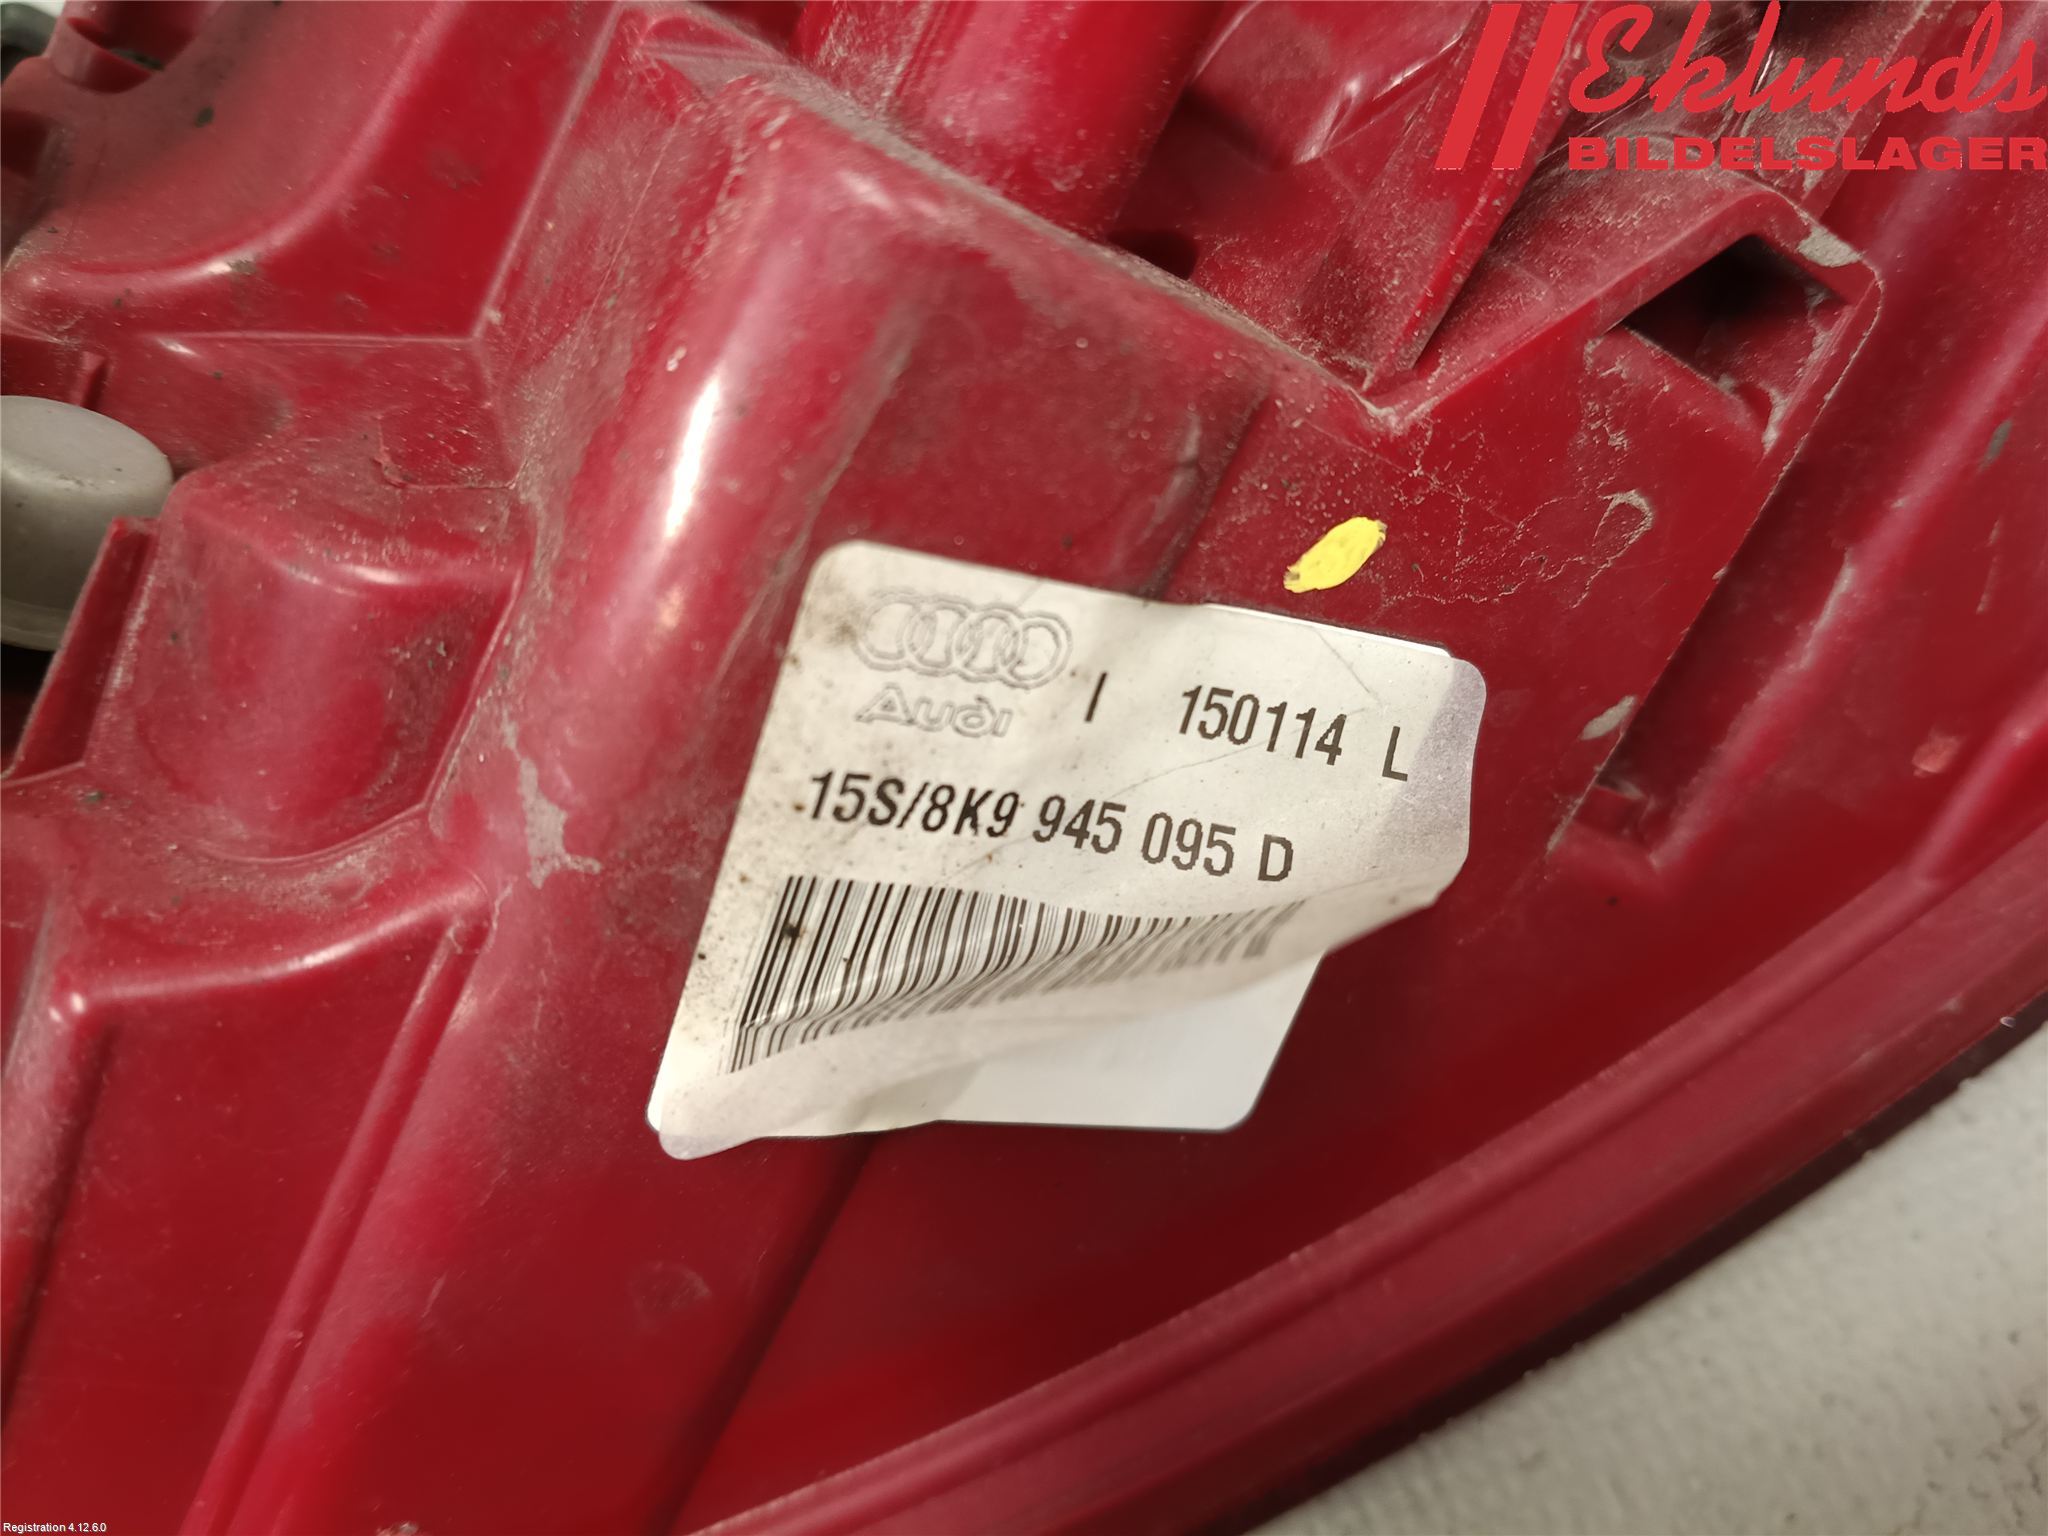 Eklunds
BILDELSLAGER
Audi I 150114 L
15S/8K9 945 095 D
Registration 4.12.6.0